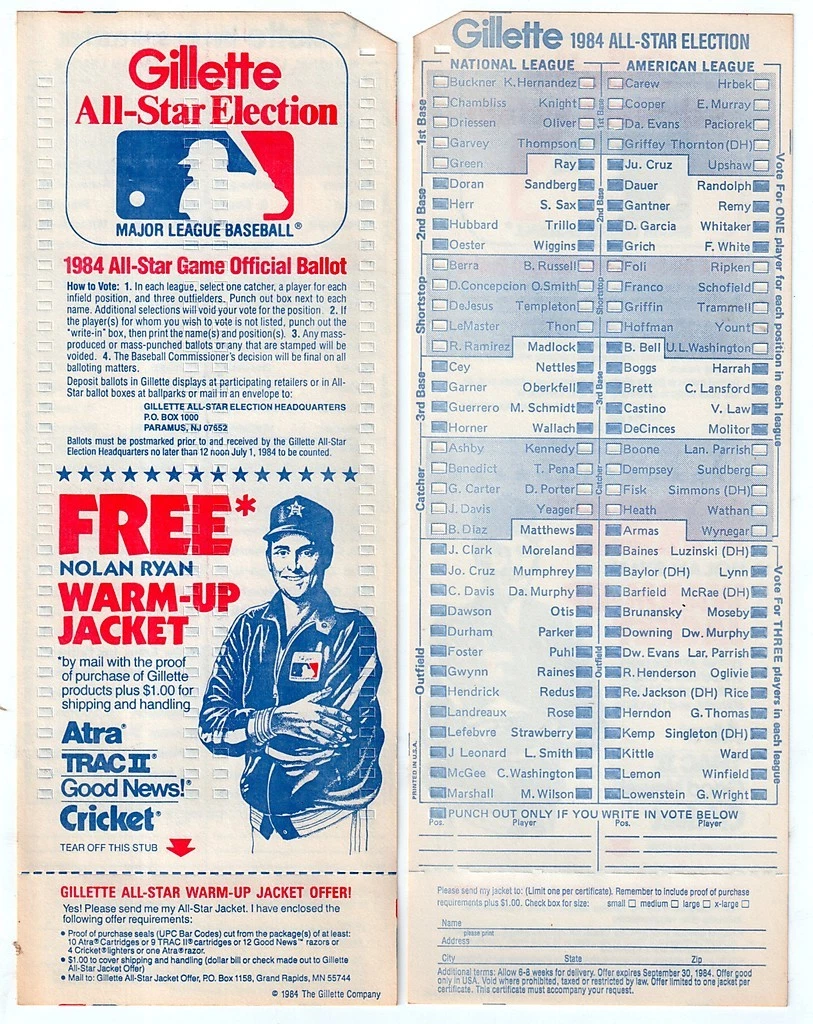 Gillette
All-Star Election
MAJOR LEAGUE BASEBALL®
1984 All-Star Game Official Ballot
How to Vote: 1. In each league, select one catcher, a player for each
infield position, and three outfielders. Punch out box next to each
name. Additional selections will void your vote for the position. 2. If
the player(s) for whom you wish to vote is not listed, punch out the
"write-in" box, then print the name(s) and position(s). 3. Any mass-
produced or mass-punched ballots or any that are stamped will be
voided. 4. The Baseball Commissioner's decision will be final on all
balloting matters.
Deposit ballots in Gillette displays at participating retailers or in All-
Star ballot boxes at ballparks or mail in an envelope to:
GILLETTE ALL-STAR ELECTION HEADQUARTERS
P.O. BOX 1000
PARAMUS, NJ 07652
Ballots must be postmarked prior to and received by the Gillette All-Star
Election Headquarters no later than 12 noon July 1, 1984 to be counted.
FREE*
NOLAN RYAN
WARM-UP
JACKET
*by mail with the proof
of purchase of Gillette
products plus $1.00 for
shipping and handling
Atra®
TRAC II®
Good News!®
Cricket®
TEAR OFF THIS STUB
GILLETTE ALL-STAR WARM-UP JACKET OFFER!
Yes! Please send me my All-Star Jacket. I have enclosed the
following offer requirements:
● Proof of purchase seals (UPC Bar Codes) cut from the package(s) of at least:
10 Atra® Cartridges or 9 TRAC II® cartridges or 12 Good News™ razors or
4 Cricket® lighters or one Atra® razor.
● $1.00 to cover shipping and handling (dollar bill or check made out to Gillette
All-Star Jacket Offer)
● Mail to: Gillette All-Star Jacket Offer, P.O. Box 1158, Grand Rapids, MN 55744
© 1984 The Gillette Company
Gillette 1984 ALL-STAR ELECTION
NATIONAL LEAGUE AMERICAN LEAGUE
1st Base
Buckner K. Hernandez 1st Base Carew Hrbek
Chambliss Knight Cooper E. Murray
Driessen Oliver Da. Evans Paciorek
Garvey Thompson Griffey Thornton (DH)
Green Ray Ju. Cruz Upshaw
2nd Base
Doran Sandberg 2nd Base Dauer Randolph
Herr S. Sax Gantner Remy
Hubbard Trillo D. Garcia Whitaker
Oester Wiggins Grich F. White
Shortstop
Berra B. Russell Shortstop Foli Ripken
D. Concepcion O. Smith Franco Schofield
DeJesus Templeton Griffin Trammell
LeMaster Thon Hoffman Yount
R. Ramirez Madlock B. Bell U.L. Washington
3rd Base
Cey Nettles 3rd Base Boggs Harrah
Garner Oberkfell Brett C. Lansford
Guerrero M. Schmidt Castino V. Law
Horner Wallach DeCinces Molitor
Catcher
Ashby Kennedy Catcher Boone Lan. Parrish
Benedict T. Pena Dempsey Sundberg
G. Carter D. Porter Fisk Simmons (DH)
J. Davis Yeager Heath Wathan
B. Diaz Matthews Armas Wynegar
Outfield
J. Clark Moreland Outfield Baines Luzinski (DH)
Jo. Cruz Mumphrey Baylor (DH) Lynn
C. Davis Da. Murphy Barfield McRae (DH)
Dawson Otis Brunansky Moseby
Durham Parker Downing Dw. Murphy
Foster Puhl Dw. Evans Lar. Parrish
Gwynn Raines R. Henderson Oglivie
Hendrick Redus Re. Jackson (DH) Rice
Landreaux Rose Herndon G. Thomas
Lefebvre Strawberry Kemp Singleton (DH)
J Leonard L. Smith Kittle Ward
McGee C. Washington Lemon Winfield
Marshall M. Wilson Lowenstein G. Wright
Vote For ONE player for each position in each league
Vote For THREE players in each league
PRINTED IN U.S.A.
PUNCH OUT ONLY IF YOU WRITE IN VOTE BELOW
Pos. Player Pos. Player
Please send my jacket to: (Limit one per certificate). Remember to include proof of purchase
requirements plus $1.00. Check box for size: small □ medium □ large □ x-large □
Name
please print
Address
City State Zip
Additional terms: Allow 6-8 weeks for delivery. Offer expires September 30, 1984. Offer good
only in USA. Void where prohibited, taxed or restricted by law. Offer limited to one jacket per
certificate. This certificate must accompany your request.